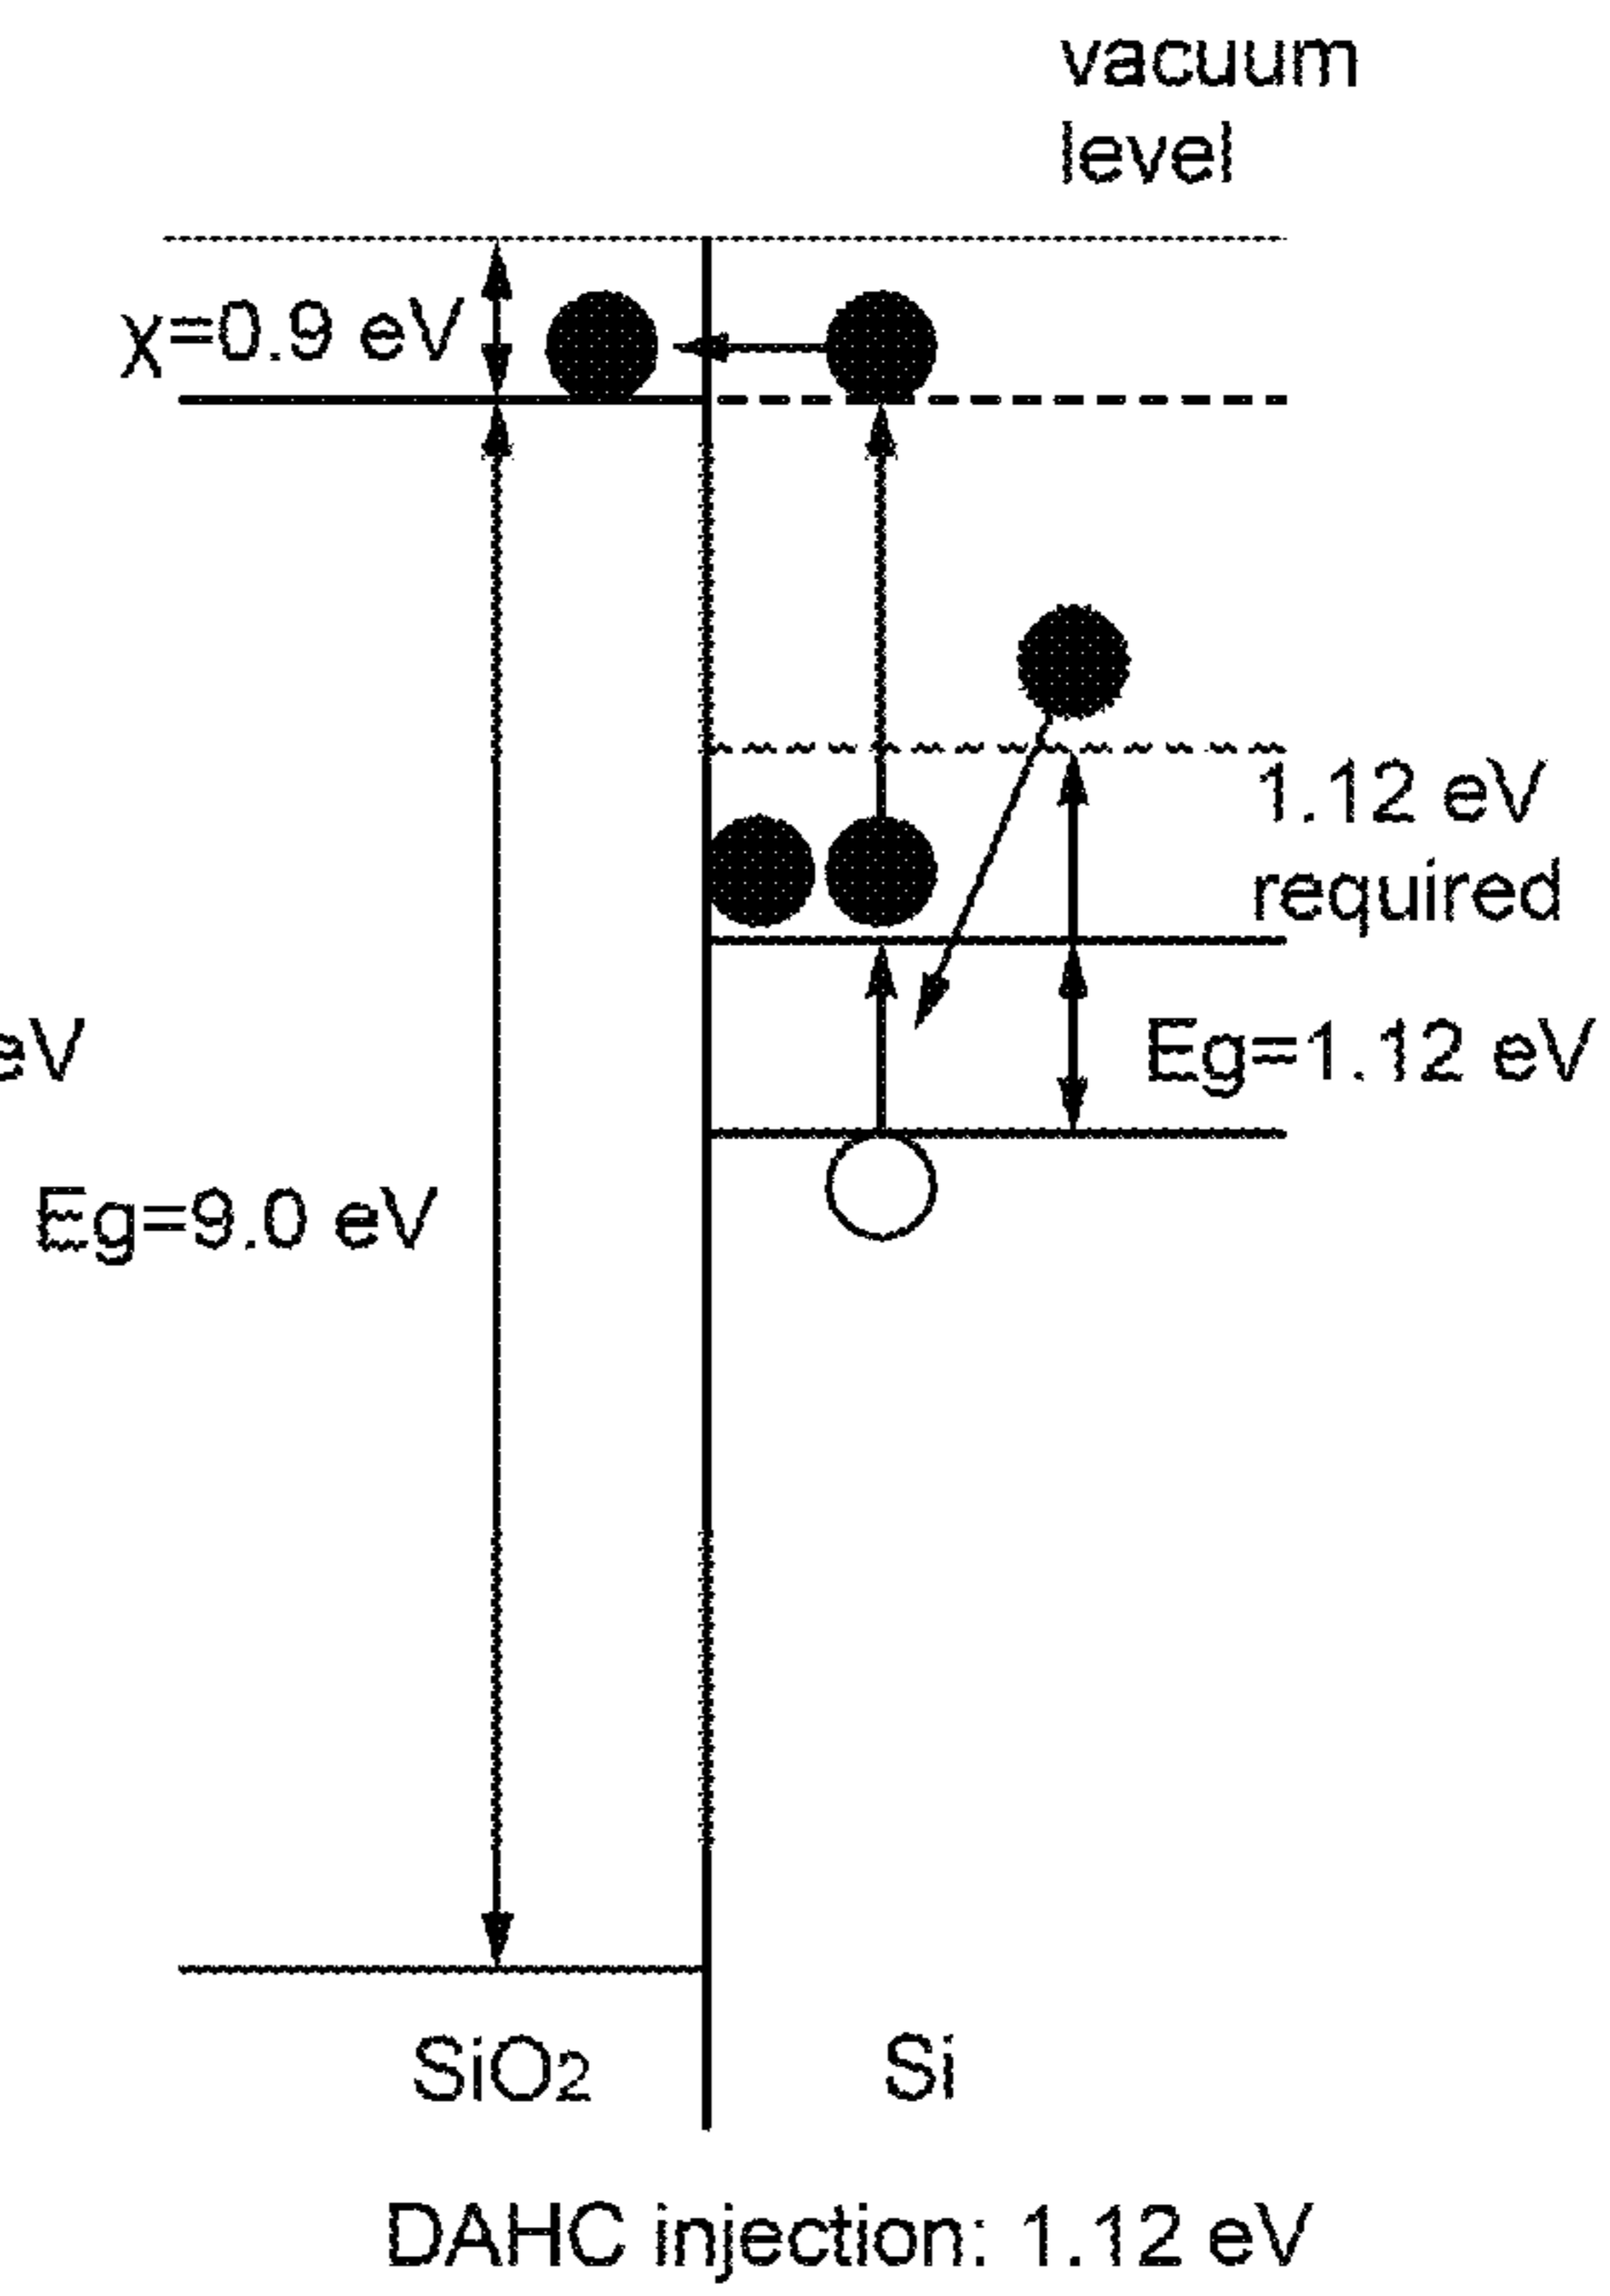 vacuum
level
χ=0.9 eV
1.12 eV
required
eV
Eg=1.12 eV
Eg=9.0 eV
SiO2
Si
DAHC injection: 1.12 eV